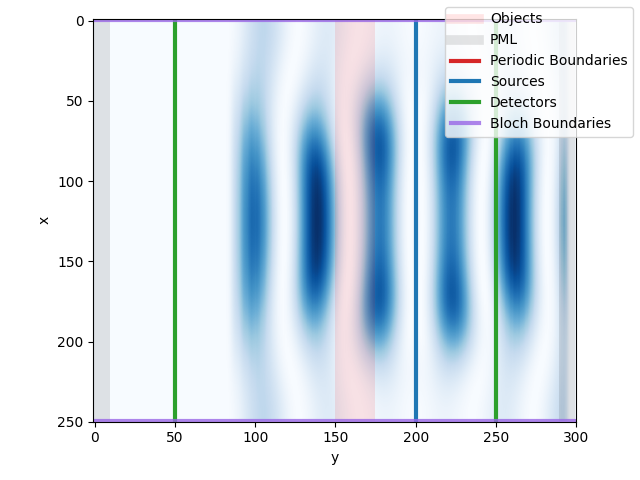 Objects
PML
Periodic Boundaries
Sources
Detectors
Bloch Boundaries
0
50
100
150
200
250
x
0
50
100
150
200
250
300
y